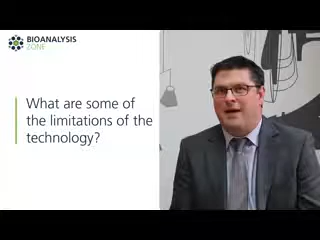 BIOANALYSIS
ZONE
What are some of
the limitations of the
technology?